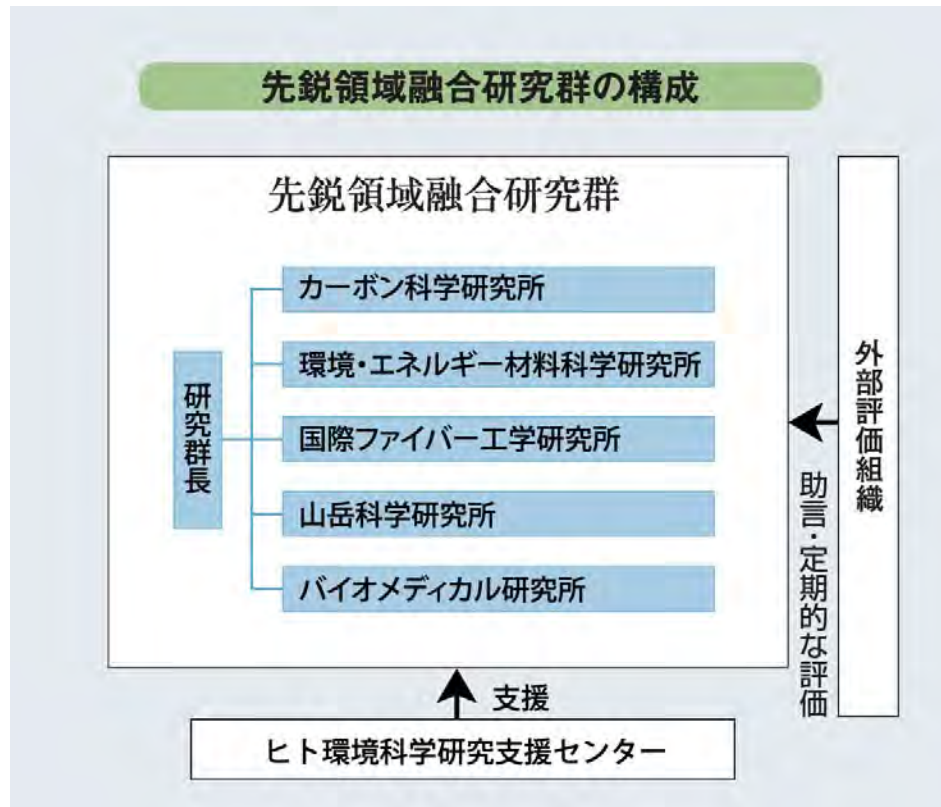 先鋭領域融合研究群の構成
先鋭領域融合研究群
研究群長
カーボン科学研究所
環境・エネルギー材料科学研究所
国際ファイバー工学研究所
山岳科学研究所
バイオメディカル研究所
外部評価組織
助言・定期的な評価
支援
ヒト環境科学研究支援センター